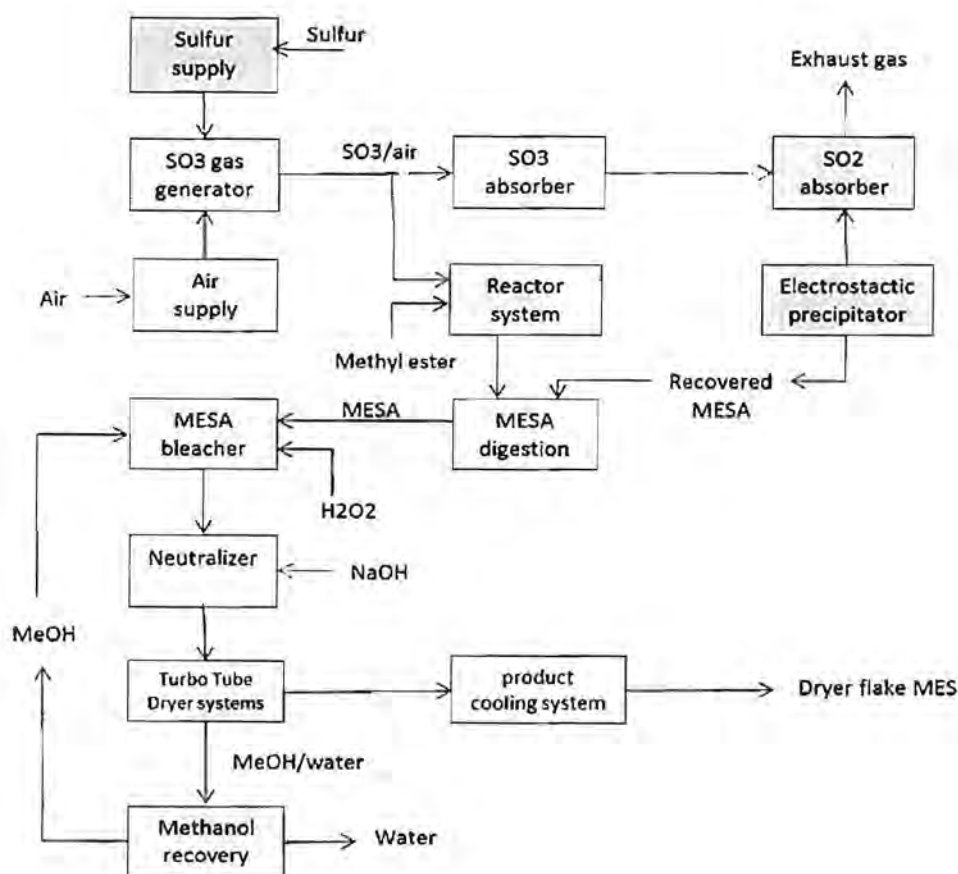 Sulfur
supply
Sulfur
Exhaust gas
SO3 gas
generator
SO3/air
SO3
absorber
SO2
absorber
Air
Air
supply
Reactor
system
Electrostactic
precipitator
Methyl ester
Recovered
MESA
MESA
bleacher
MESA
MESA
digestion
H2O2
Neutralizer
NaOH
MeOH
Turbo Tube
Dryer systems
product
cooling system
Dryer flake MES
MeOH/water
Methanol
recovery
Water